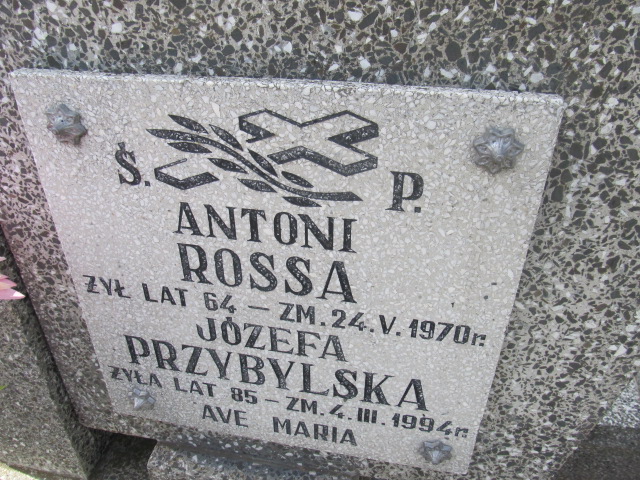 Ś. P.
ANTONI
ROSSA
ŻYŁ LAT 64 – ZM. 24.V.1970r.
JÓZEFA
PRZYBYLSKA
ŻYŁA LAT 85 – ZM. 4.III.1994r.
AVE MARIA